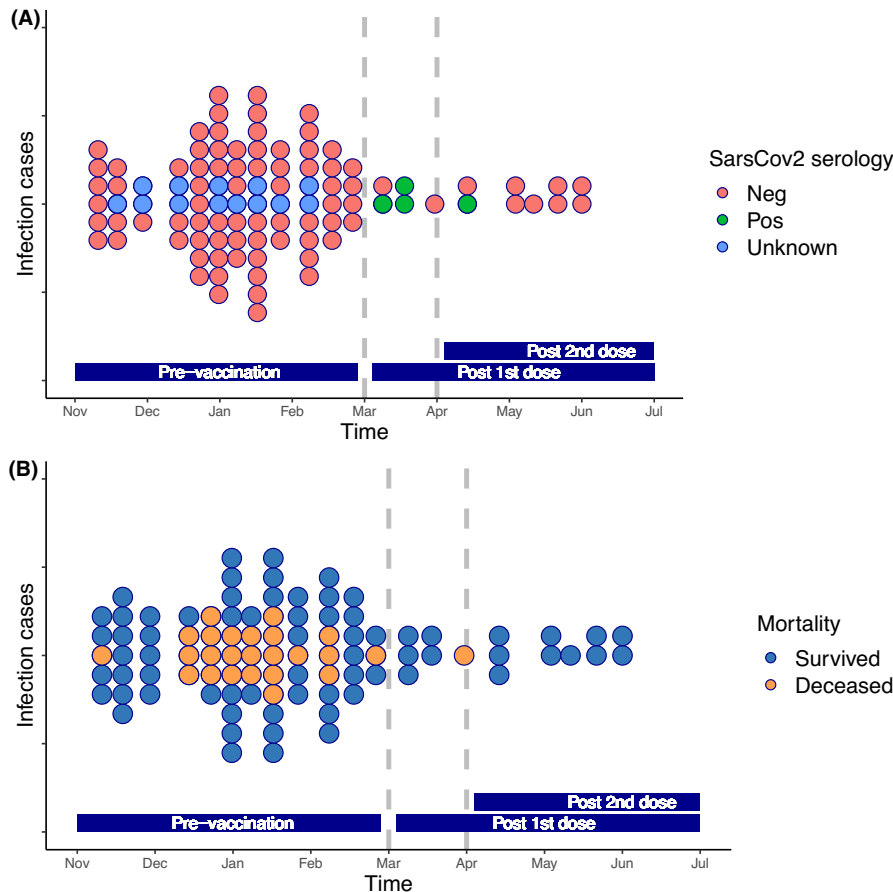 (A)
Infection cases
SarsCov2 serology
Neg
Pos
Unknown
Post 2nd dose
Pre-vaccination Post 1st dose
Nov Dec Jan Feb Mar Apr May Jun Jul
Time
(B)
Infection cases
Mortality
Survived
Deceased
Post 2nd dose
Pre-vaccination Post 1st dose
Nov Dec Jan Feb Mar Apr May Jun Jul
Time